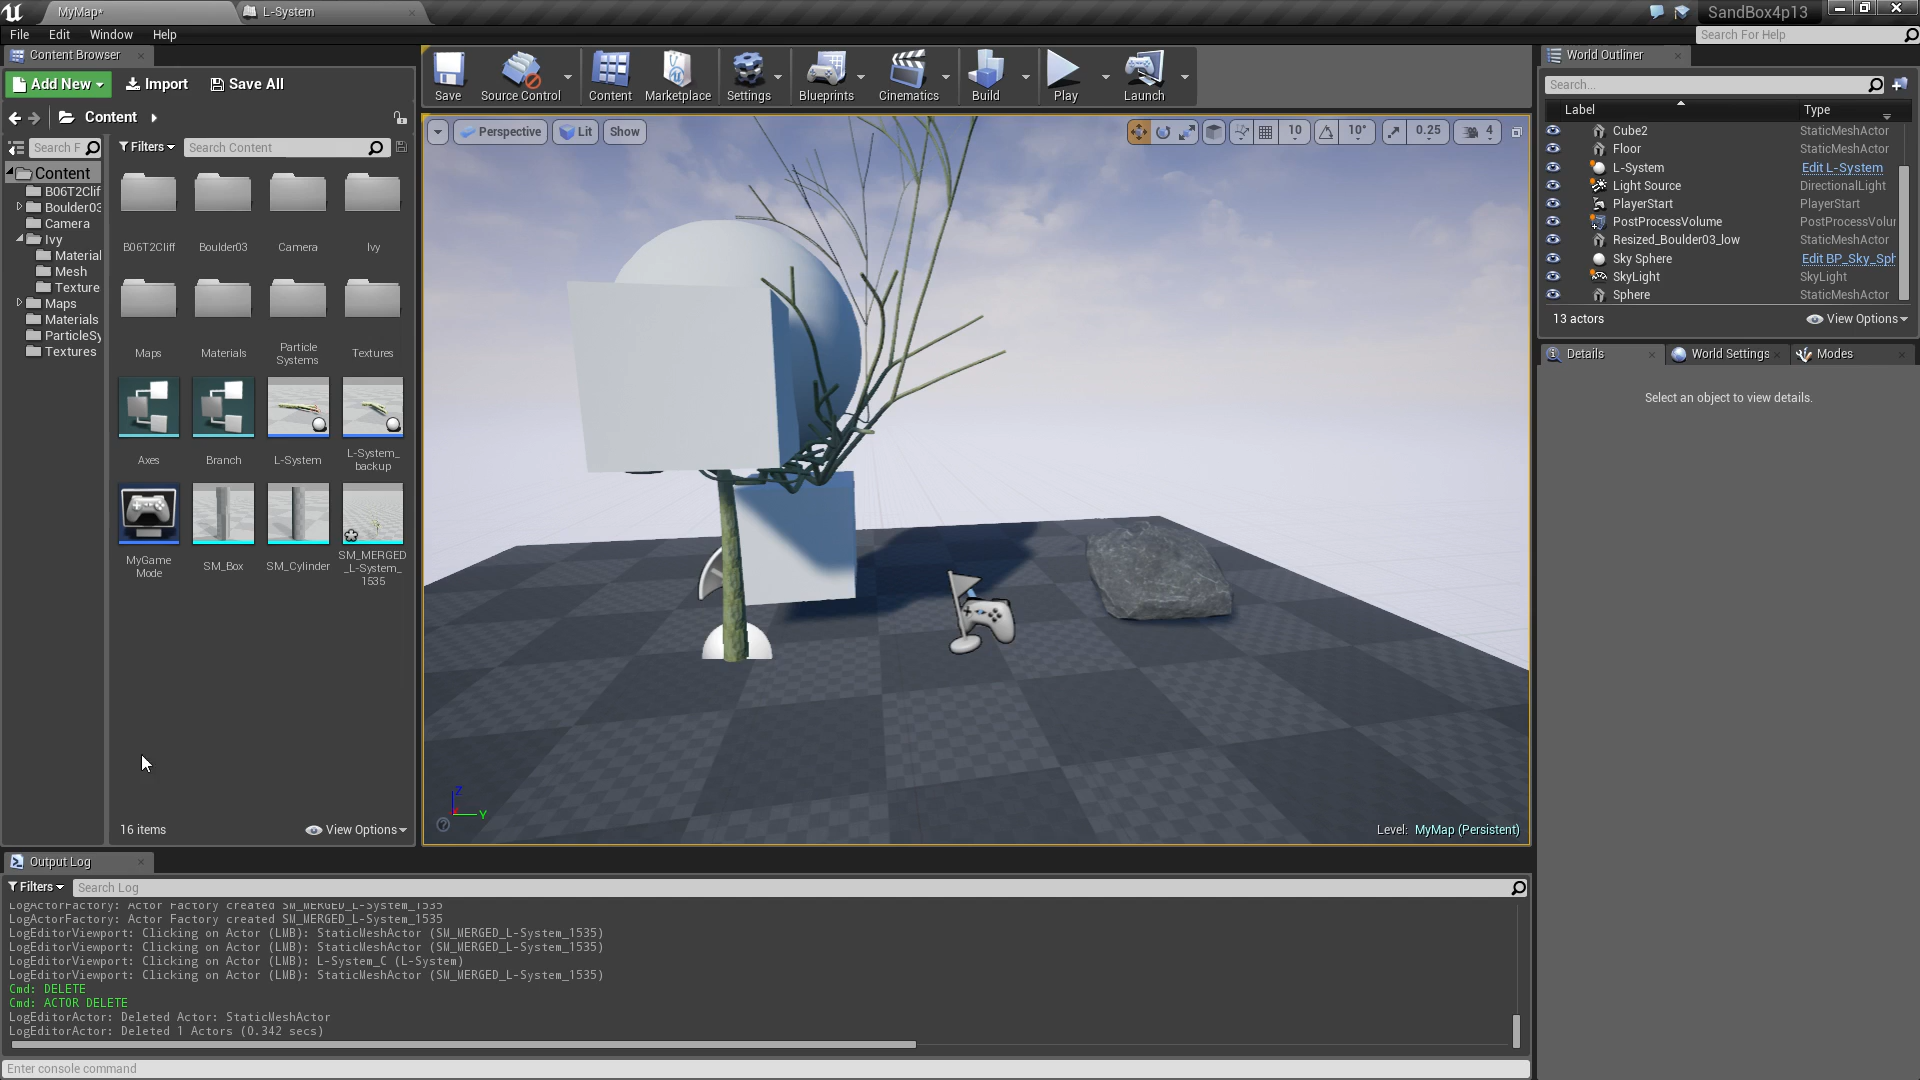 MyMap*
L-System
SandBox4p13
File
Edit
Window
Help
Search For Help
Content Browser
Add New
Import
Save All
Content
Search F
Filters
Search Content
Content
B06T2Clif
Boulder03
Camera
Ivy
Material
Mesh
Texture
Maps
Materials
ParticleSy
Textures
B06T2Cliff
Boulder03
Camera
Ivy
Maps
Materials
Particle
Systems
Textures
Axes
Branch
L-System
L-System_
backup
MyGame
Mode
SM_Box
SM_Cylinder
SM_MERGED
_L-System_
1535
16 items
View Options
Save
Source Control
Content
Marketplace
Settings
Blueprints
Cinematics
Build
Play
Launch
Perspective
Lit
Show
10
10°
0.25
4
Z
Y
Level: MyMap (Persistent)
World Outliner
Search...
Label
Type
Cube2
StaticMeshActor
Floor
StaticMeshActor
L-System
Edit L-System
Light Source
DirectionalLight
PlayerStart
PlayerStart
PostProcessVolume
PostProcessVolur
Resized_Boulder03_low
StaticMeshActor
Sky Sphere
Edit BP_Sky_Sph
SkyLight
SkyLight
Sphere
StaticMeshActor
13 actors
View Options
Details
World Settings
Modes
Select an object to view details.
Output Log
Filters
Search Log
LogActorFactory: Actor Factory created SM_MERGED_L-System_1535
LogActorFactory: Actor Factory created SM_MERGED_L-System_1535
LogEditorViewport: Clicking on Actor (LMB): StaticMeshActor (SM_MERGED_L-System_1535)
LogEditorViewport: Clicking on Actor (LMB): StaticMeshActor (SM_MERGED_L-System_1535)
LogEditorViewport: Clicking on Actor (LMB): L-System_C (L-System)
LogEditorViewport: Clicking on Actor (LMB): StaticMeshActor (SM_MERGED_L-System_1535)
Cmd: DELETE
Cmd: ACTOR DELETE
LogEditorActor: Deleted Actor: StaticMeshActor
LogEditorActor: Deleted 1 Actors (0.342 secs)
Enter console command